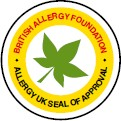 BRITISH ALLERGY FOUNDATION
ALLERGY UK SEAL OF APPROVAL